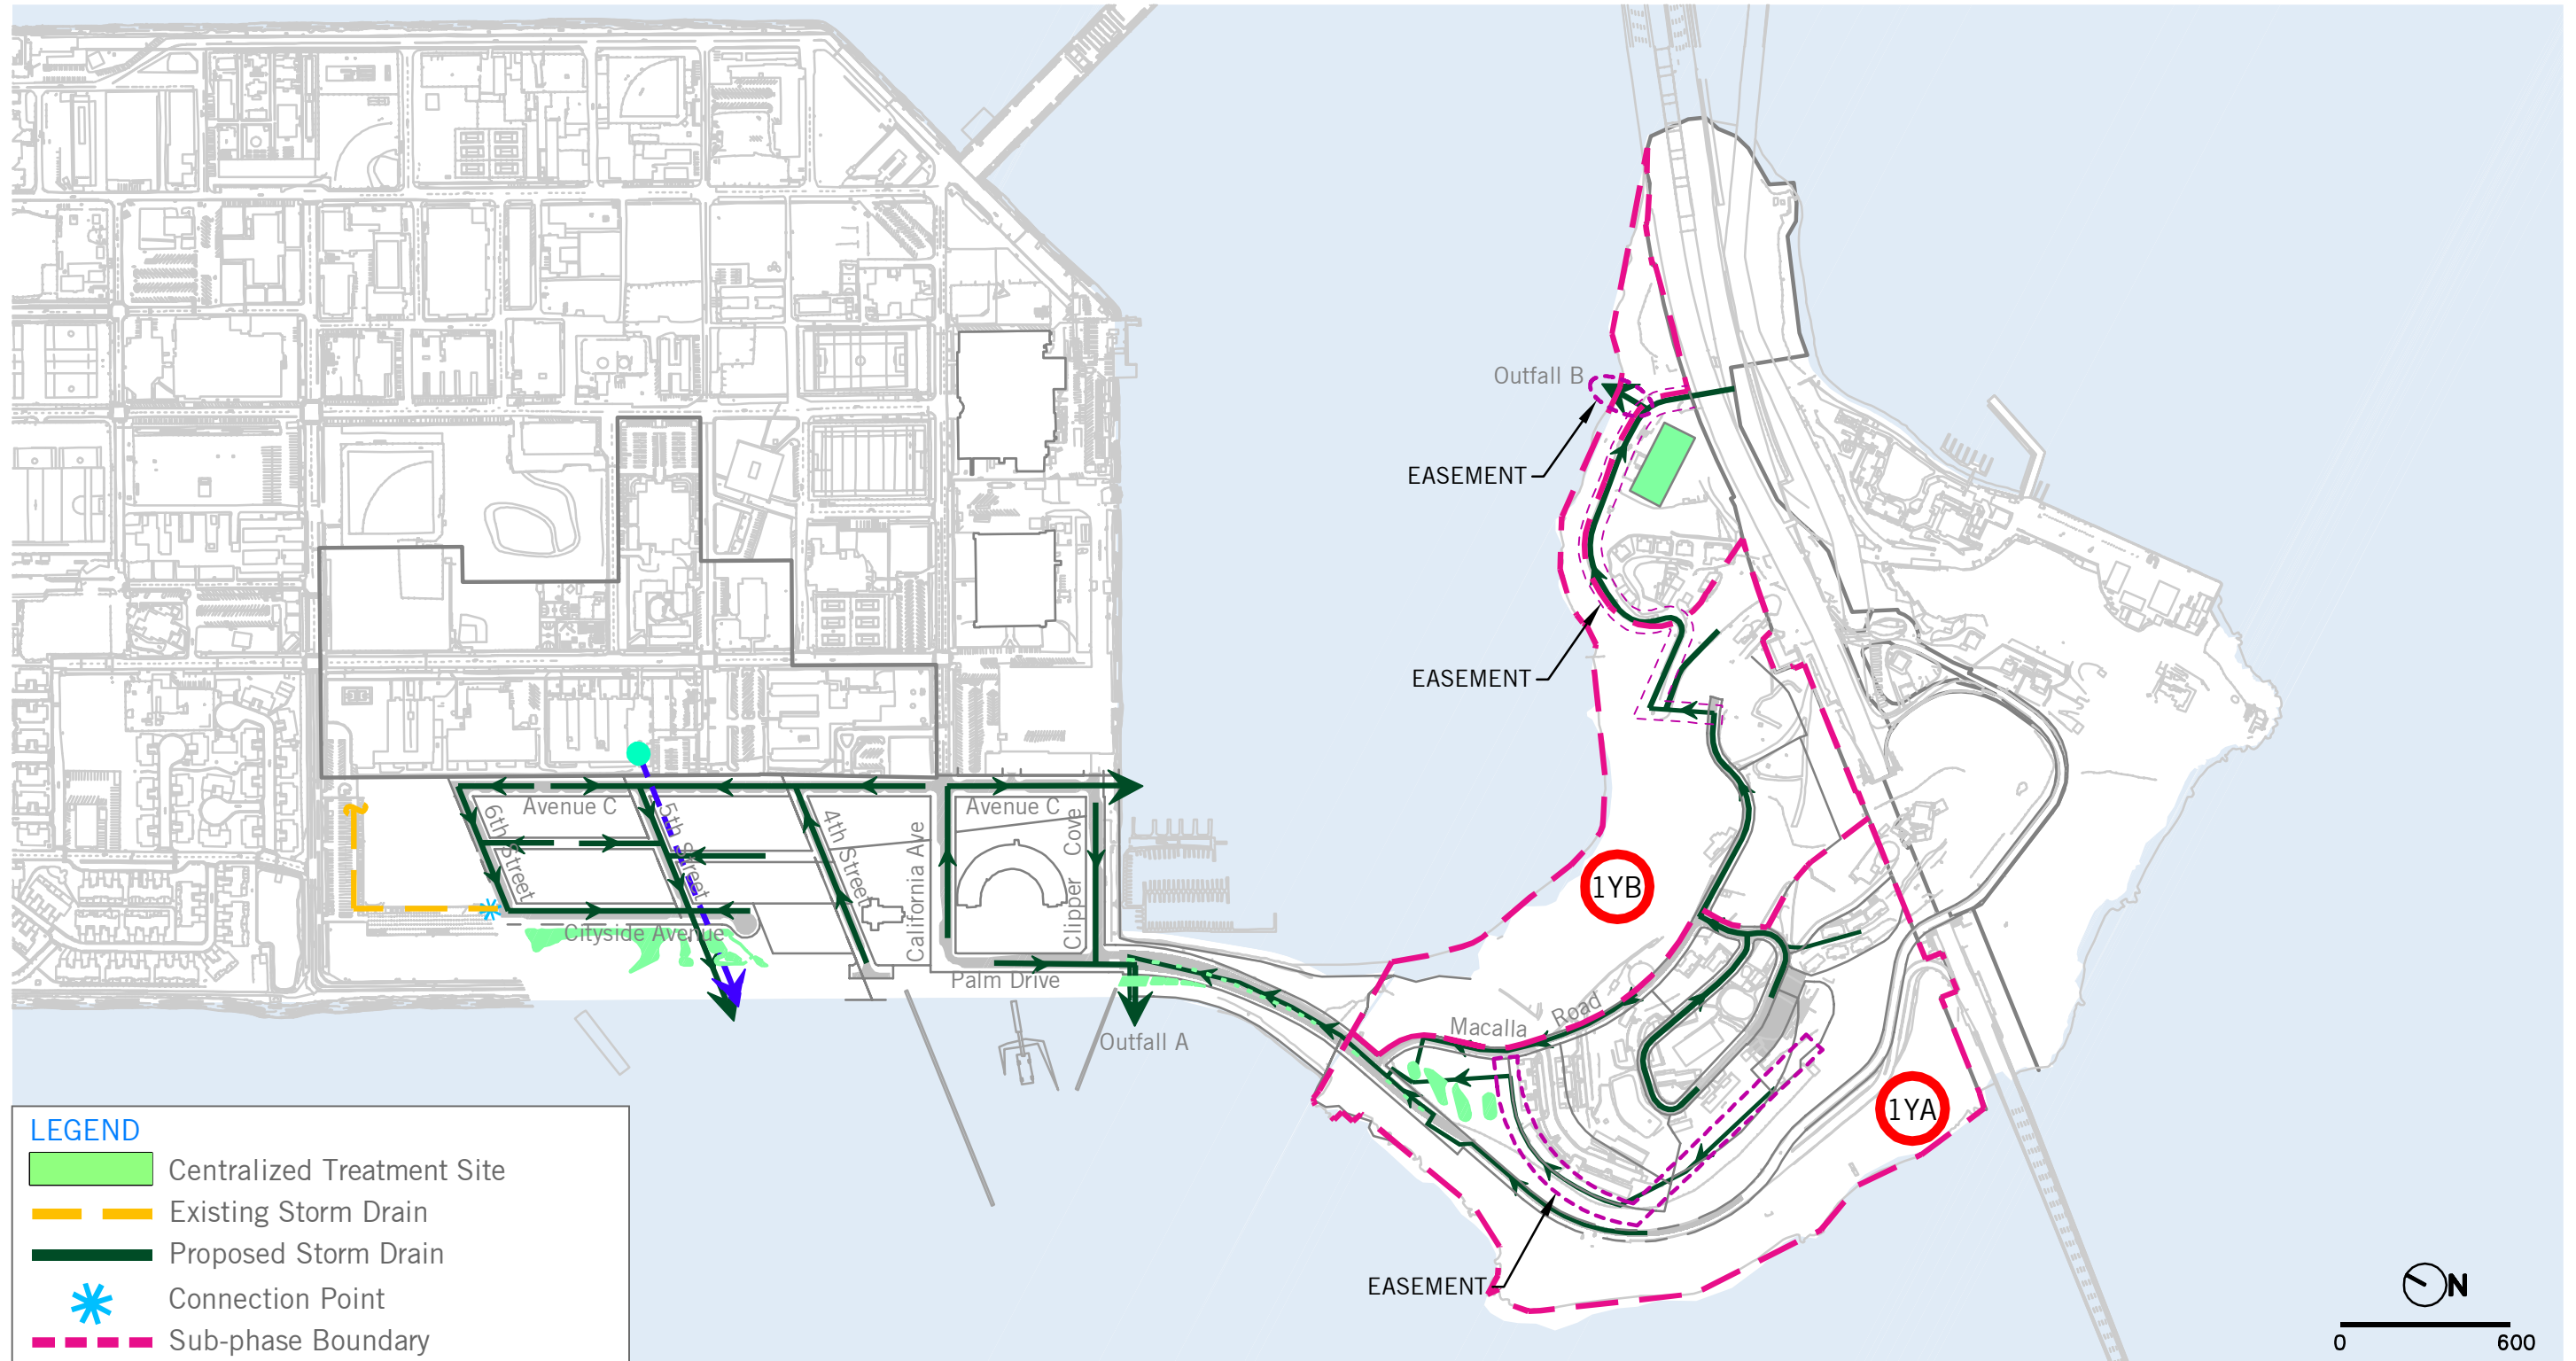 Outfall B
EASEMENT
EASEMENT
Avenue C
Avenue C
6th Street
5th Street
4th Street
California Ave
Clipper Cove
Cityside Avenue
Palm Drive
Outfall A
1YB
Macalla Road
1YA
EASEMENT
LEGEND
Centralized Treatment Site
Existing Storm Drain
Proposed Storm Drain
Connection Point
Sub-phase Boundary
N
0 600